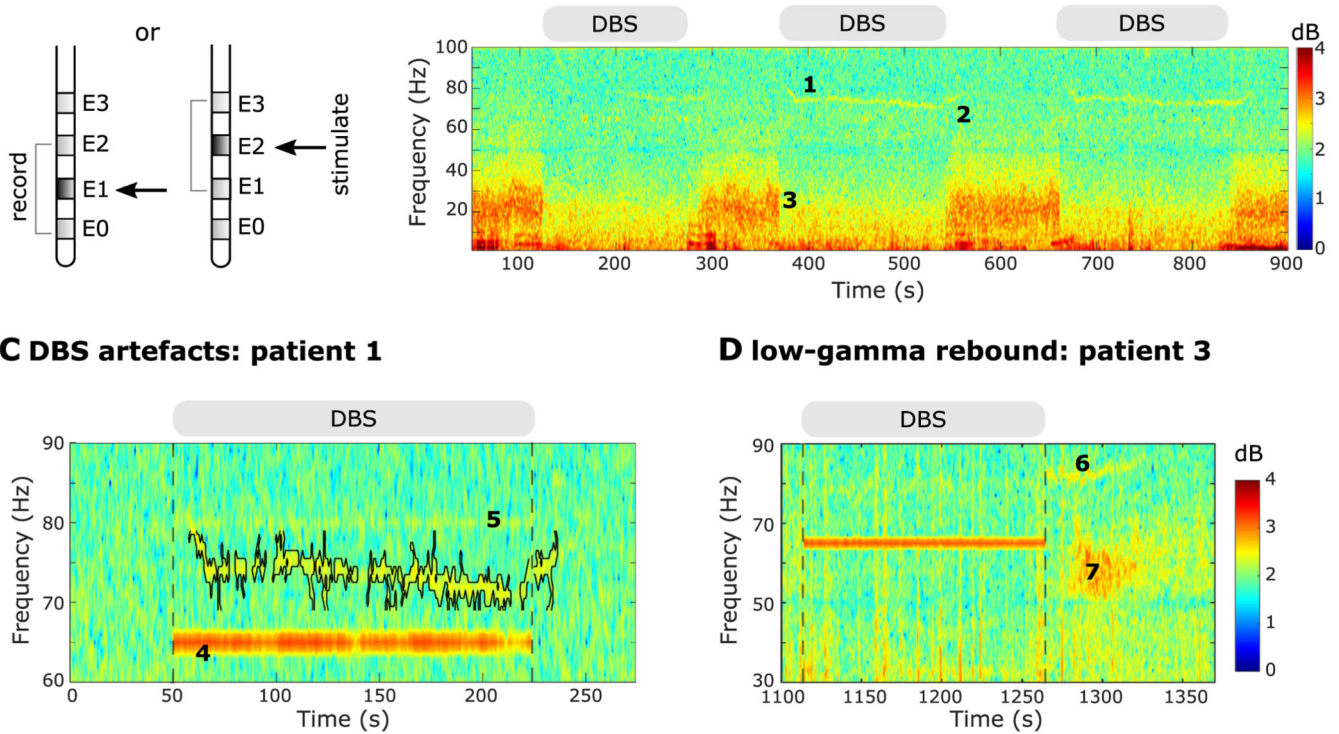 or
E3
E2
E1
E0
record
E3
E2
E1
E0
stimulate
DBS DBS DBS
dB
Frequency (Hz)
100
80
60
40
20
1
2
3
4
3
2
1
0
100 200 300 400 500 600 700 800 900
Time (s)
C DBS artefacts: patient 1
DBS
Frequency (Hz)
90
80
70
60
5
4
0 50 100 150 200 250
Time (s)
D low-gamma rebound: patient 3
DBS
Frequency (Hz)
90
70
50
30
6
7
1100 1150 1200 1250 1300
Time (s)
dB
4
3
2
1
0